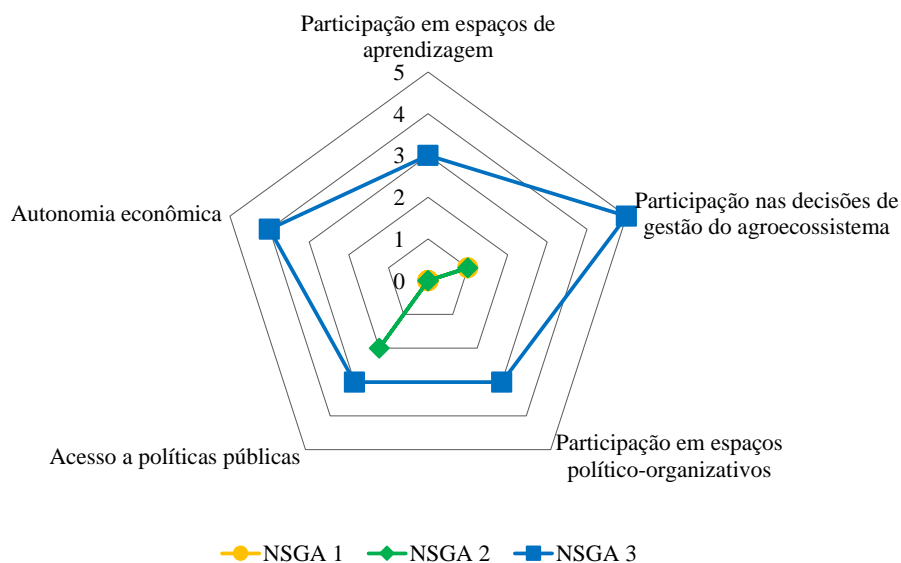 Participação em espaços de
aprendizagem
5
4
3
2
1
0
Participação nas decisões de
gestão do agroecossistema
Autonomia econômica
Acesso a políticas públicas
Participação em espaços
político-organizativos
NSGA 1 NSGA 2 NSGA 3